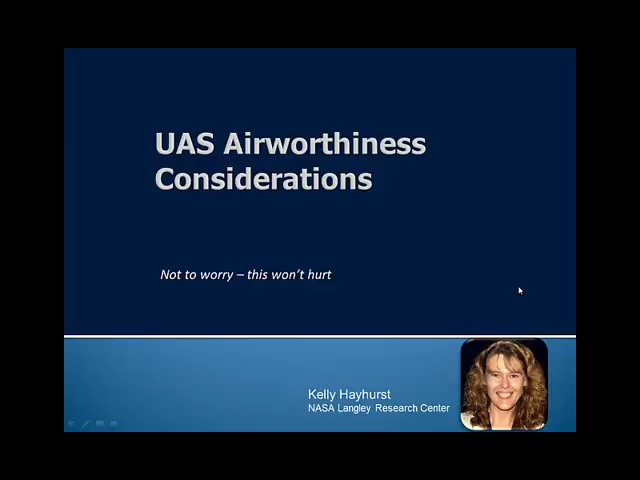 UAS Airworthiness
Considerations
Not to worry – this won't hurt
Kelly Hayhurst
NASA Langley Research Center